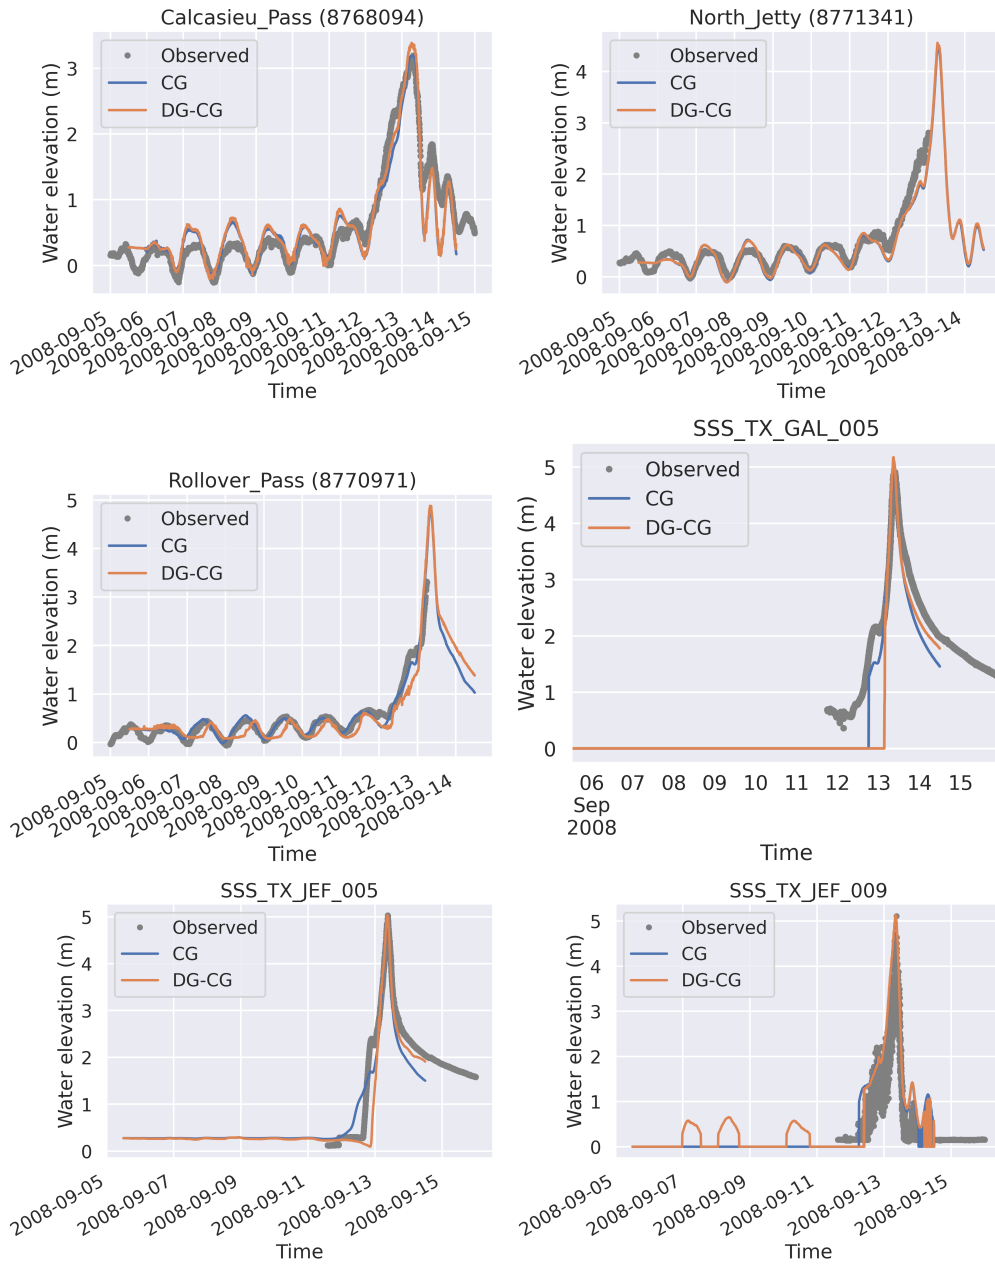 Calcasieu_Pass (8768094)
Water elevation (m)
3
2
1
0
Observed
CG
DG-CG
2008-09-05
2008-09-06
2008-09-07
2008-09-08
2008-09-09
2008-09-10
2008-09-11
2008-09-12
2008-09-13
2008-09-14
2008-09-15
Time
North_Jetty (8771341)
Water elevation (m)
4
3
2
1
0
Observed
CG
DG-CG
2008-09-05
2008-09-06
2008-09-07
2008-09-08
2008-09-09
2008-09-10
2008-09-11
2008-09-12
2008-09-13
2008-09-14
Time
Rollover_Pass (8770971)
Water elevation (m)
5
4
3
2
1
0
Observed
CG
DG-CG
2008-09-05
2008-09-06
2008-09-07
2008-09-08
2008-09-09
2008-09-10
2008-09-11
2008-09-12
2008-09-13
2008-09-14
Time
SSS_TX_GAL_005
Water elevation (m)
5
4
3
2
1
0
Observed
CG
DG-CG
06 07 08 09 10 11 12 13 14 15
Sep
2008
Time
SSS_TX_JEF_005
Water elevation (m)
5
4
3
2
1
0
Observed
CG
DG-CG
2008-09-05
2008-09-07
2008-09-09
2008-09-11
2008-09-13
2008-09-15
Time
SSS_TX_JEF_009
Water elevation (m)
5
4
3
2
1
0
Observed
CG
DG-CG
2008-09-05
2008-09-07
2008-09-09
2008-09-11
2008-09-13
2008-09-15
Time